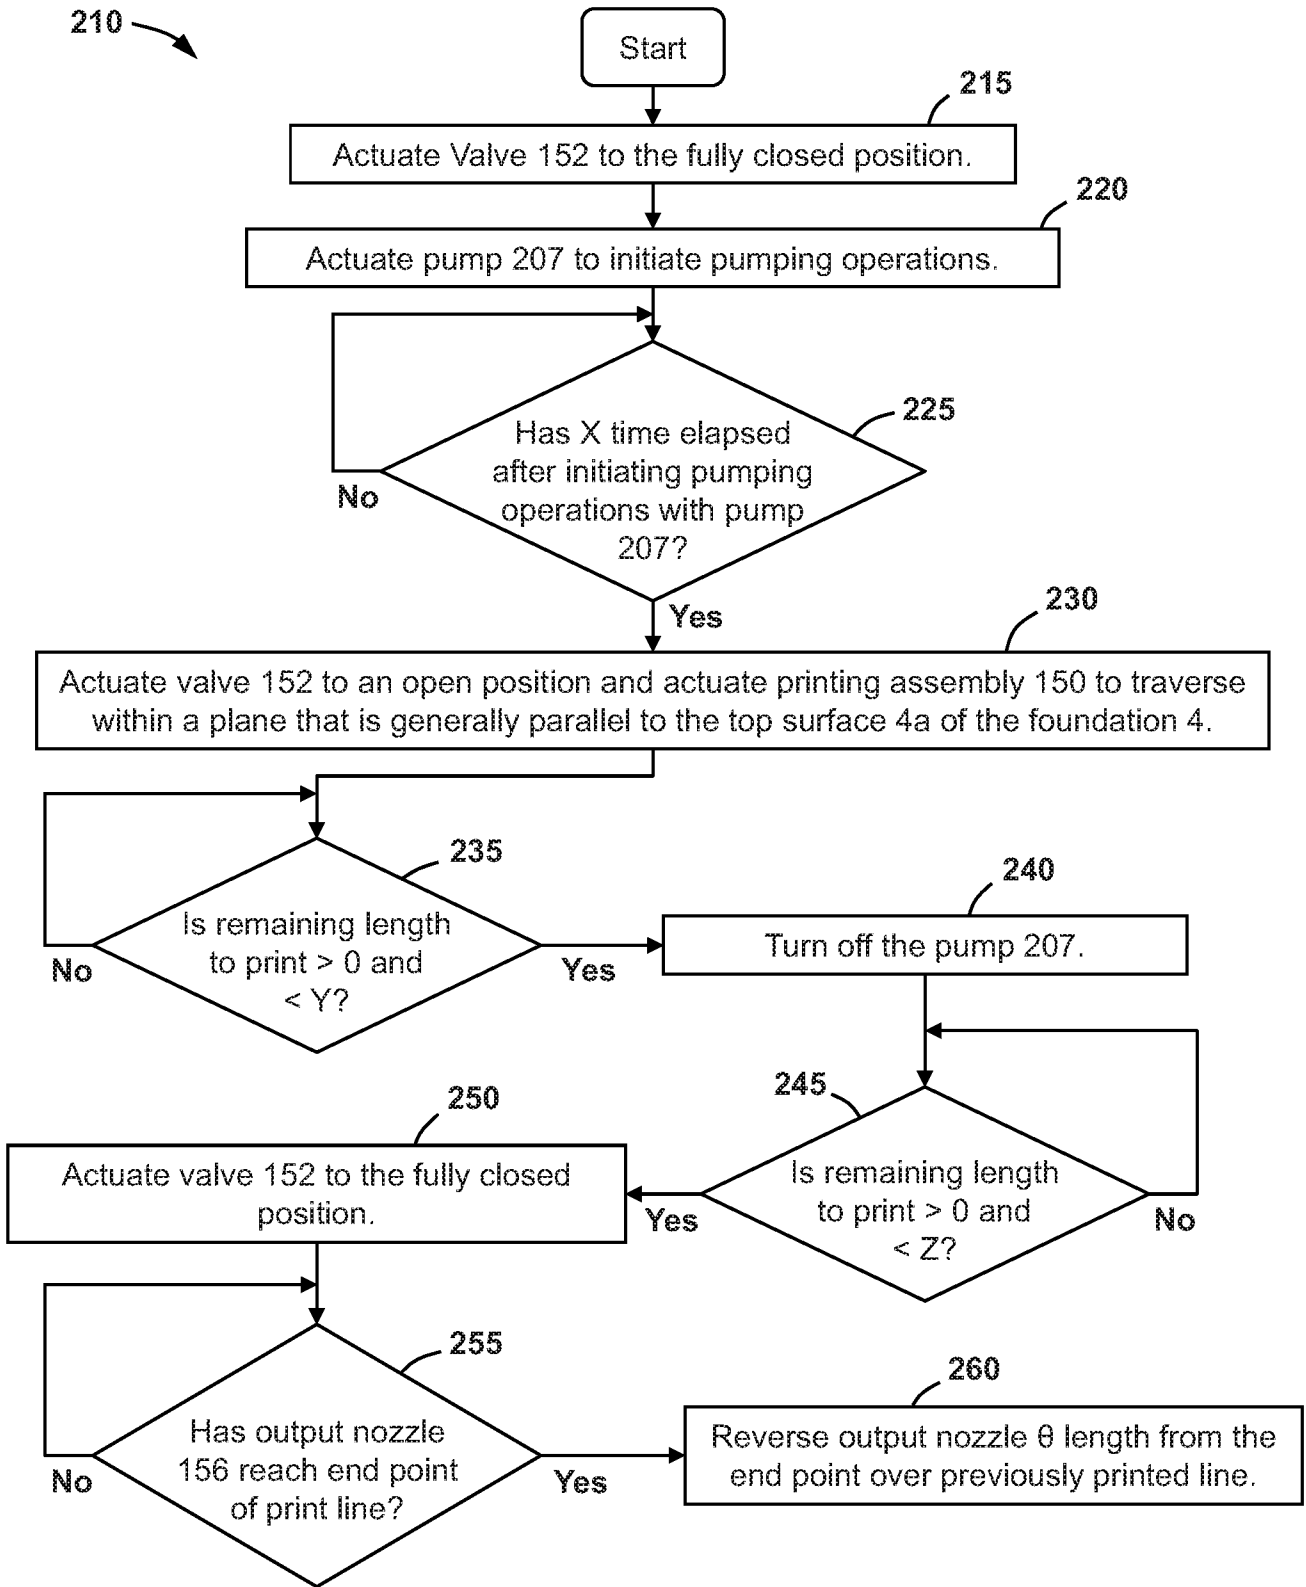 210
Start
215
Actuate Valve 152 to the fully closed position.
220
Actuate pump 207 to initiate pumping operations.
225
Has X time elapsed
after initiating pumping
operations with pump
207?
No
Yes
230
Actuate valve 152 to an open position and actuate printing assembly 150 to traverse
within a plane that is generally parallel to the top surface 4a of the foundation 4.
235
Is remaining length
to print > 0 and
< Y?
No
Yes
240
Turn off the pump 207.
245
Is remaining length
to print > 0 and
< Z?
Yes
No
250
Actuate valve 152 to the fully closed
position.
255
Has output nozzle
156 reach end point
of print line?
No
Yes
260
Reverse output nozzle θ length from the
end point over previously printed line.